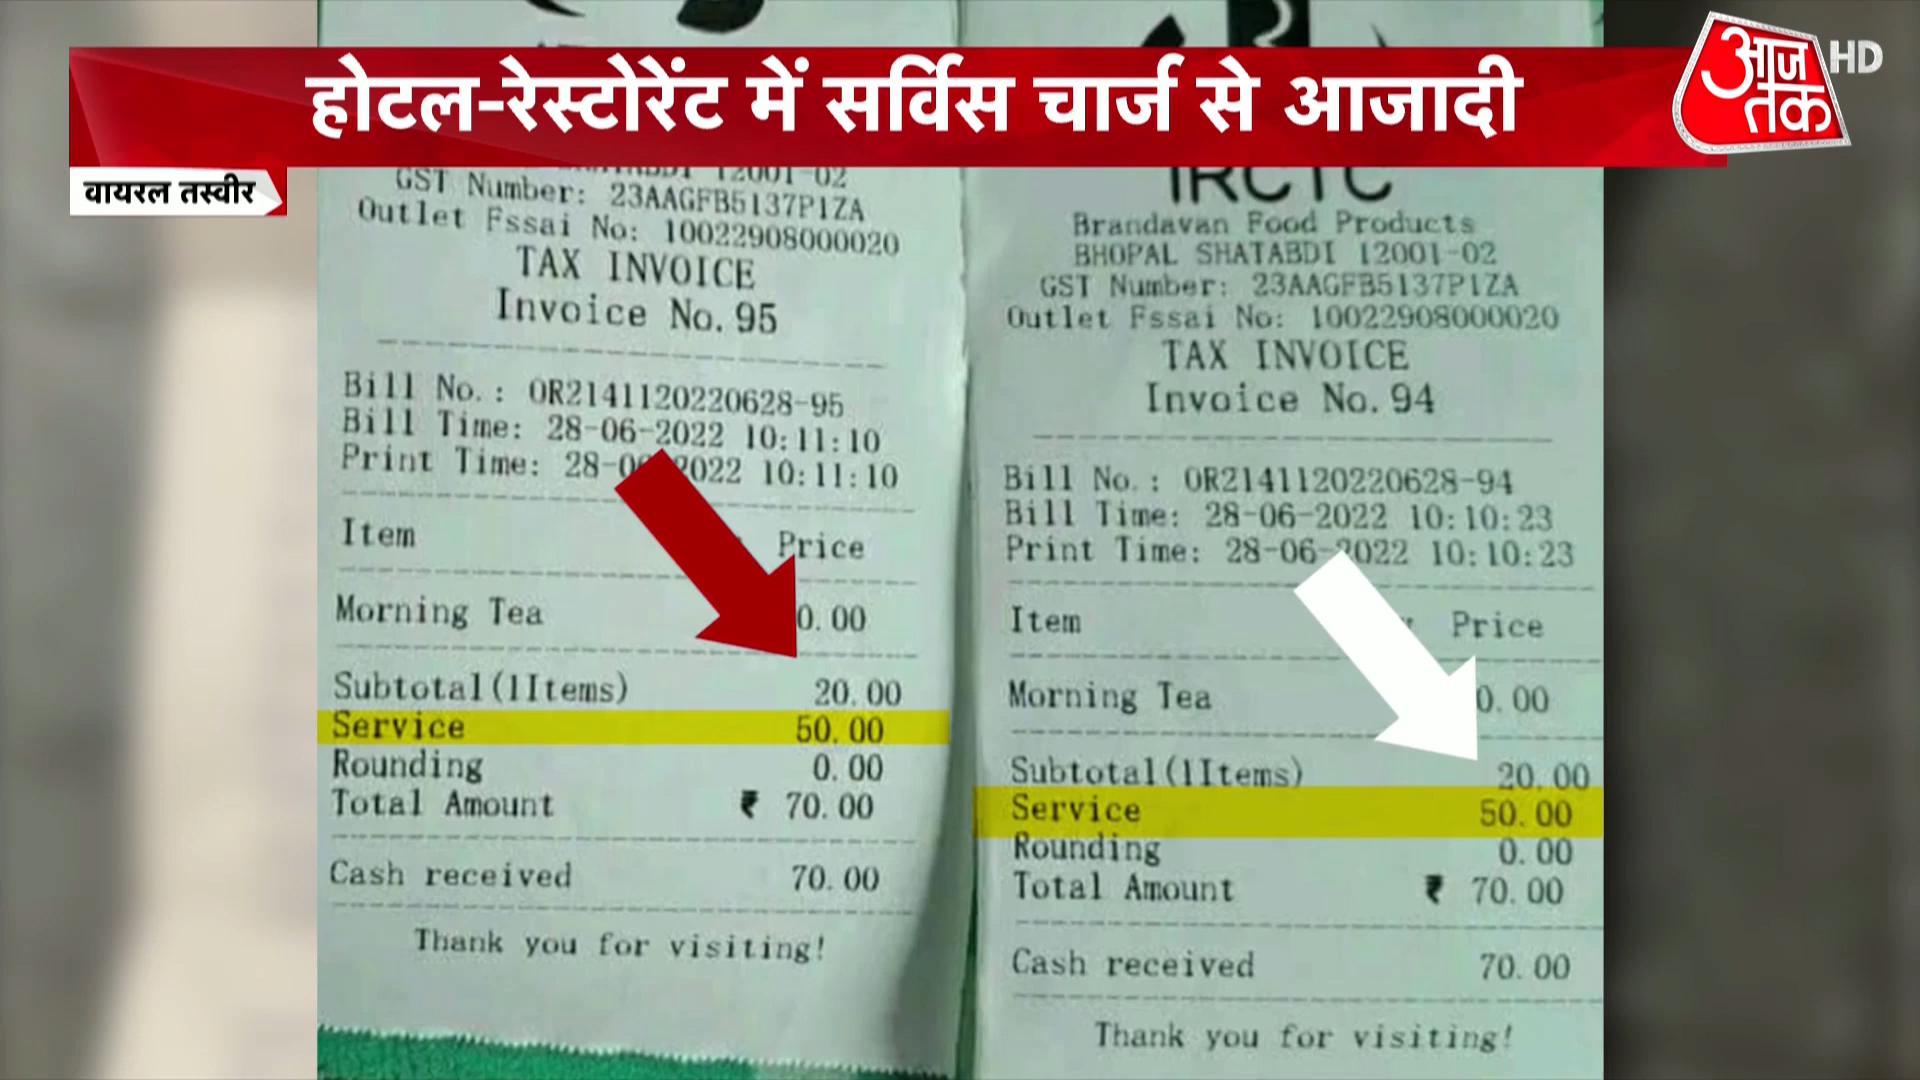 होटल-रेस्टोरेंट में सर्विस चार्ज से आजादी
आज तक HD
वायरल तस्वीर
12001-02
GST Number: 23AAGFB5137P1ZA
Outlet Fssai No: 10022908000020
TAX INVOICE
Invoice No. 95
Bill No.: OR2141120220628-95
Bill Time: 28-06-2022 10:11:10
Print Time: 28-06-2022 10:11:10
Item Price
Morning Tea 0.00
Subtotal(1Items) 20.00
Service 50.00
Rounding 0.00
Total Amount ₹ 70.00
Cash received 70.00
Thank you for visiting!
IRCTC
Brandavan Food Products
BHOPAL SHATABDI 12001-02
GST Number: 23AAGFB5137P1ZA
Outlet Fssai No: 10022908000020
TAX INVOICE
Invoice No. 94
Bill No.: OR2141120220628-94
Bill Time: 28-06-2022 10:10:23
Print Time: 28-06-2022 10:10:23
Item Price
Morning Tea 0.00
Subtotal(1Items) 20.00
Service 50.00
Rounding 0.00
Total Amount ₹ 70.00
Cash received 70.00
Thank you for visiting!